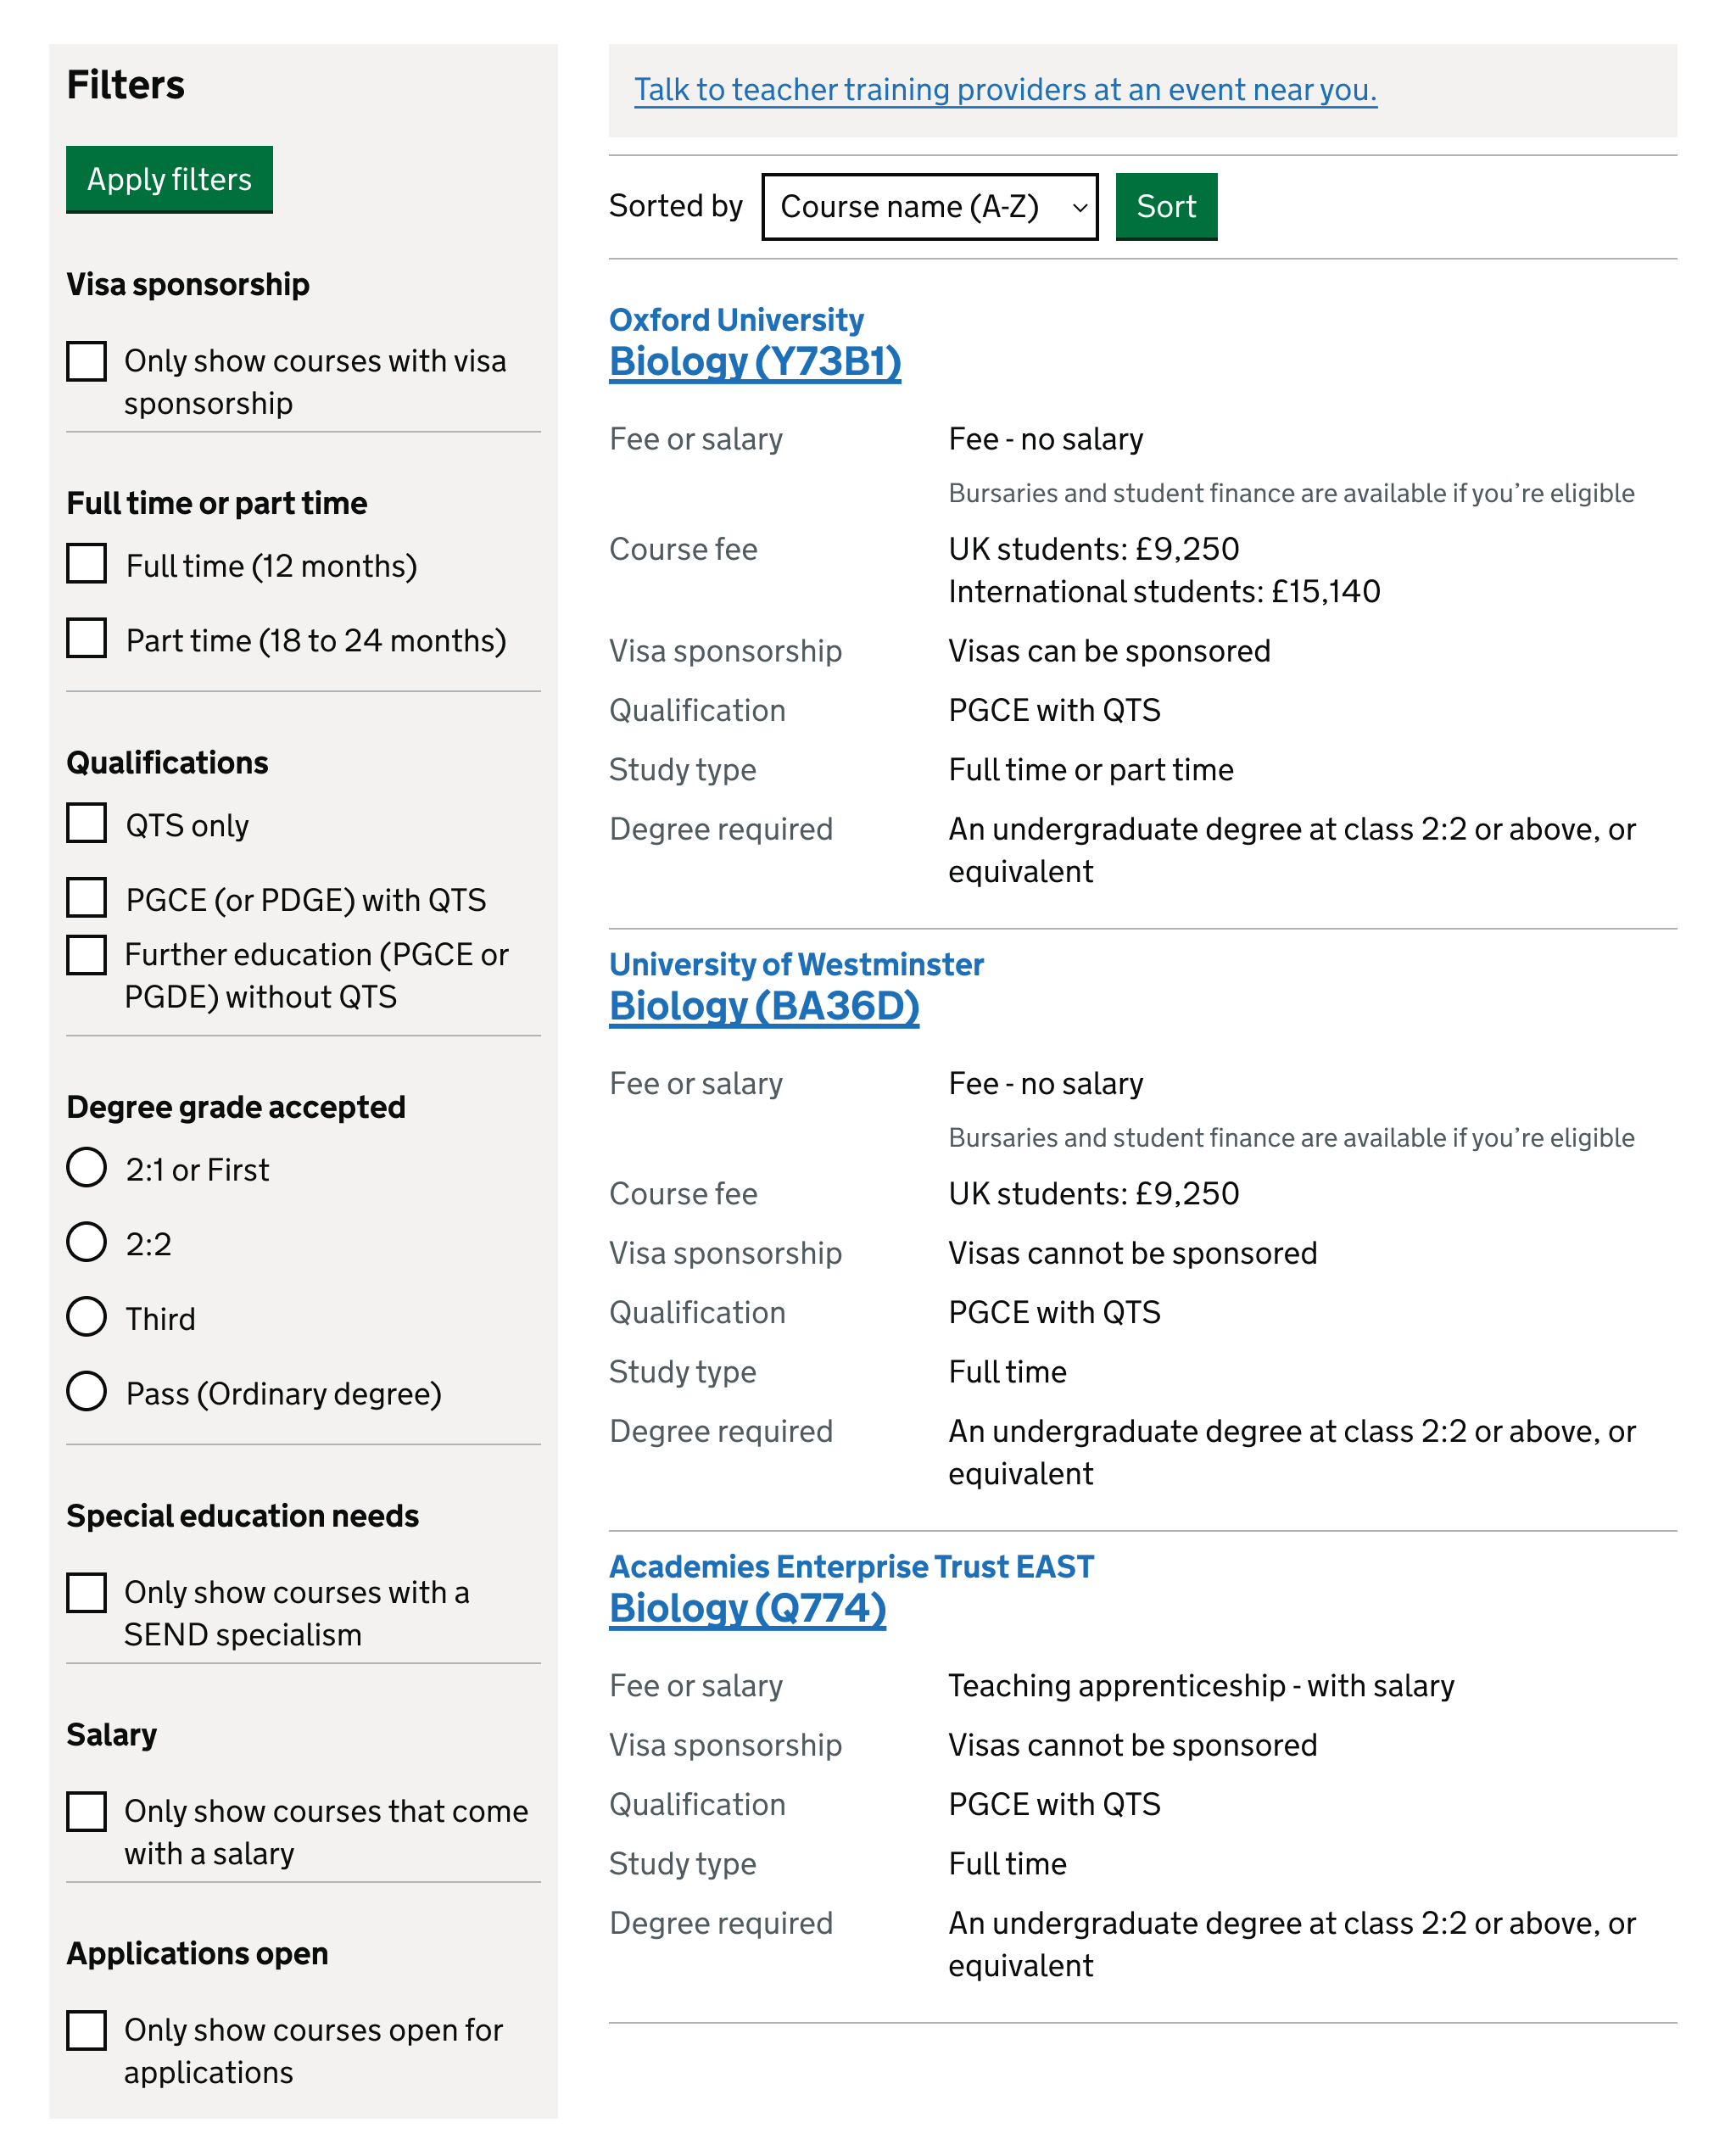 Filters
Apply filters
Visa sponsorship
Only show courses with visa
sponsorship
Full time or part time
Full time (12 months)
Part time (18 to 24 months)
Qualifications
QTS only
PGCE (or PDGE) with QTS
Further education (PGCE or
PGDE) without QTS
Degree grade accepted
2:1 or First
2:2
Third
Pass (Ordinary degree)
Special education needs
Only show courses with a
SEND specialism
Salary
Only show courses that come
with a salary
Applications open
Only show courses open for
applications
Talk to teacher training providers at an event near you.
Sorted by Course name (A-Z) Sort
Oxford University
Biology (Y73B1)
Fee or salary Fee - no salary
Bursaries and student finance are available if you’re eligible
Course fee UK students: £9,250
International students: £15,140
Visa sponsorship Visas can be sponsored
Qualification PGCE with QTS
Study type Full time or part time
Degree required An undergraduate degree at class 2:2 or above, or
equivalent
University of Westminster
Biology (BA36D)
Fee or salary Fee - no salary
Bursaries and student finance are available if you’re eligible
Course fee UK students: £9,250
Visa sponsorship Visas cannot be sponsored
Qualification PGCE with QTS
Study type Full time
Degree required An undergraduate degree at class 2:2 or above, or
equivalent
Academies Enterprise Trust EAST
Biology (Q774)
Fee or salary Teaching apprenticeship - with salary
Visa sponsorship Visas cannot be sponsored
Qualification PGCE with QTS
Study type Full time
Degree required An undergraduate degree at class 2:2 or above, or
equivalent